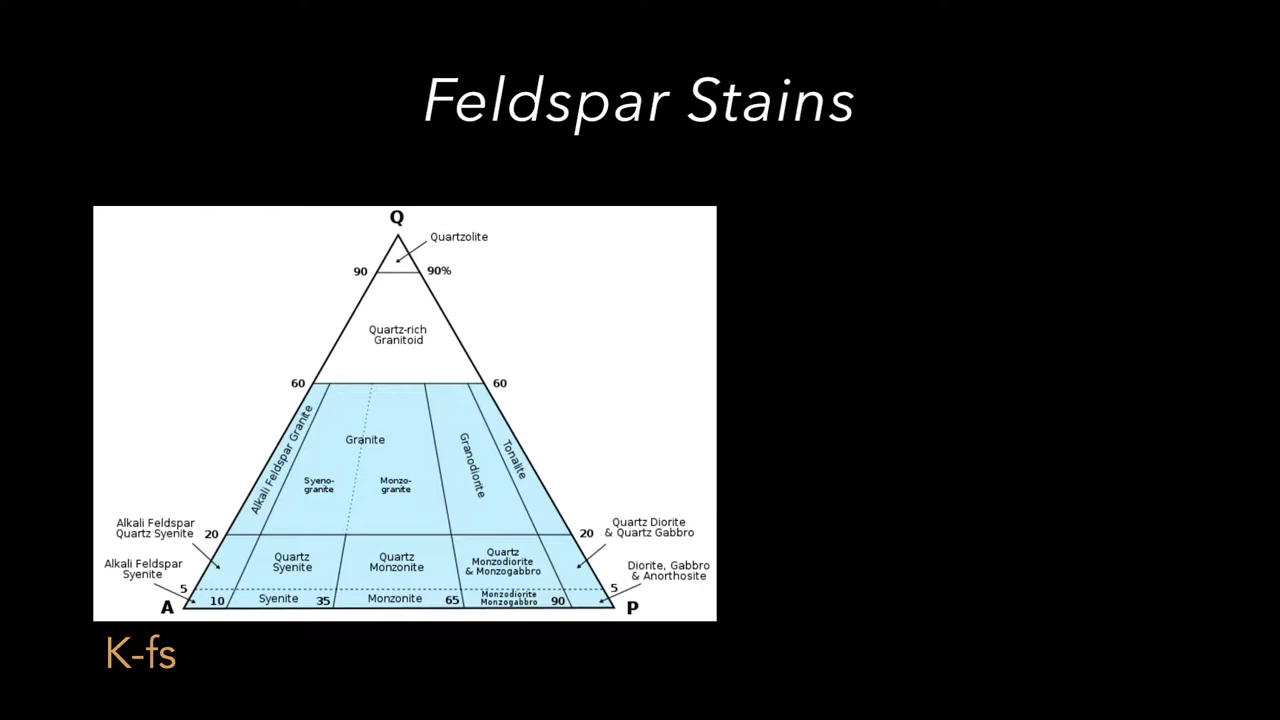 Feldspar Stains
Q
Quartzolite
90
90%
Quartz-rich
Granitoid
60
60
Alkali Feldspar Granite
Granite
Granodiorite
Tonalite
Syeno-
granite
Monzo-
granite
Alkali Feldspar
Quartz Syenite
20
20
Quartz Diorite
& Quartz Gabbro
Quartz
Syenite
Quartz
Monzonite
Quartz
Monzodiorite
& Monzogabbro
Alkali Feldspar
Syenite
Diorite, Gabbro
& Anorthosite
5
5
A
10
Syenite
35
Monzonite
65
Monzodiorite
Monzogabbro
90
P
K-fs